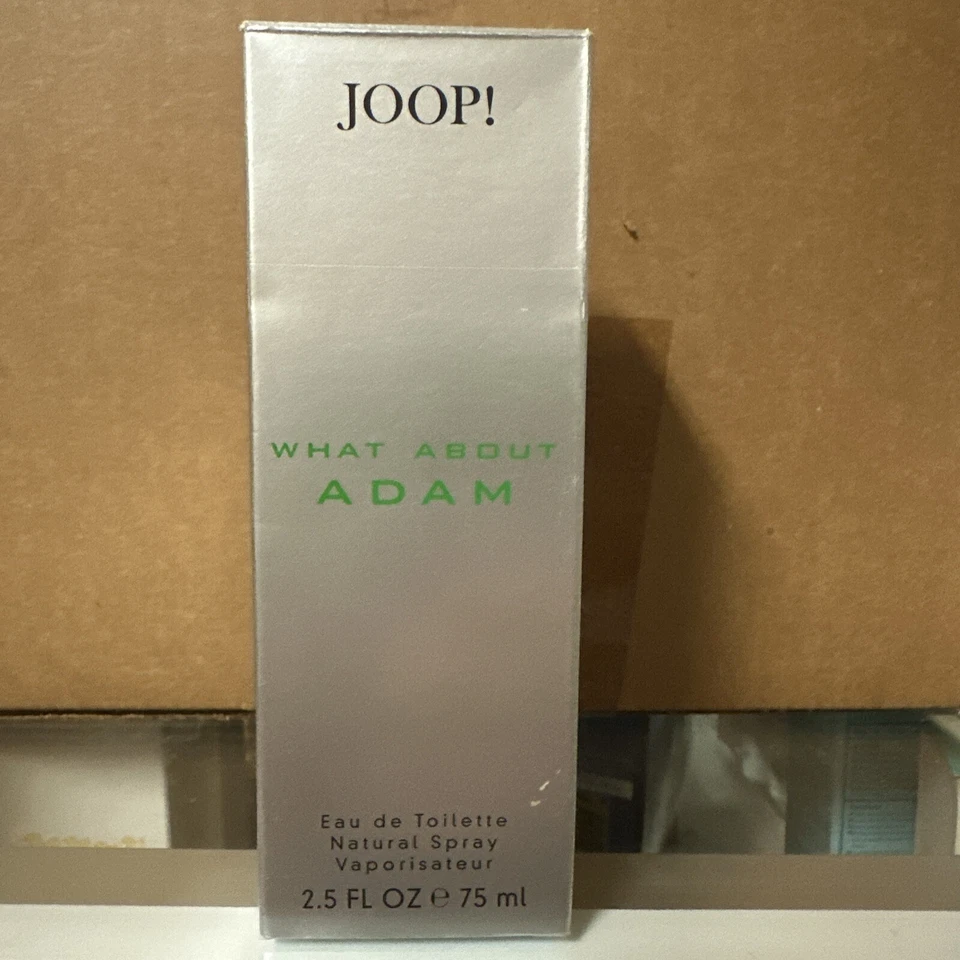 JOOP!
WHAT ABOUT
ADAM
Eau de Toilette
Natural Spray
Vaporisateur
2.5 FL OZ ℮ 75 ml